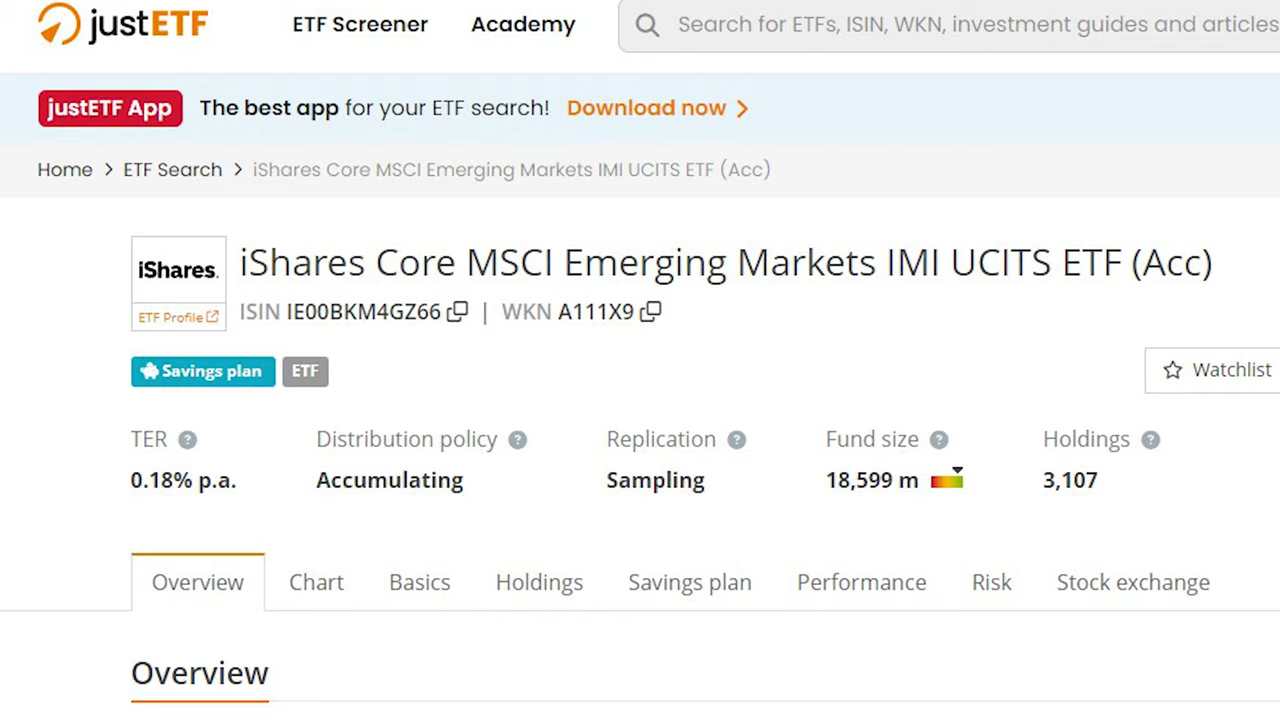 justETF ETF Screener Academy Search for ETFs, ISIN, WKN, investment guides and articles
justETF App The best app for your ETF search! Download now
Home > ETF Search > iShares Core MSCI Emerging Markets IMI UCITS ETF (Acc)
iShares.
ETF Profile
iShares Core MSCI Emerging Markets IMI UCITS ETF (Acc)
ISIN IE00BKM4GZ66 | WKN A111X9
Savings plan ETF
Watchlist
TER ? Distribution policy ? Replication ? Fund size ? Holdings ?
0.18% p.a. Accumulating Sampling 18,599 m 3,107
Overview Chart Basics Holdings Savings plan Performance Risk Stock exchange
Overview